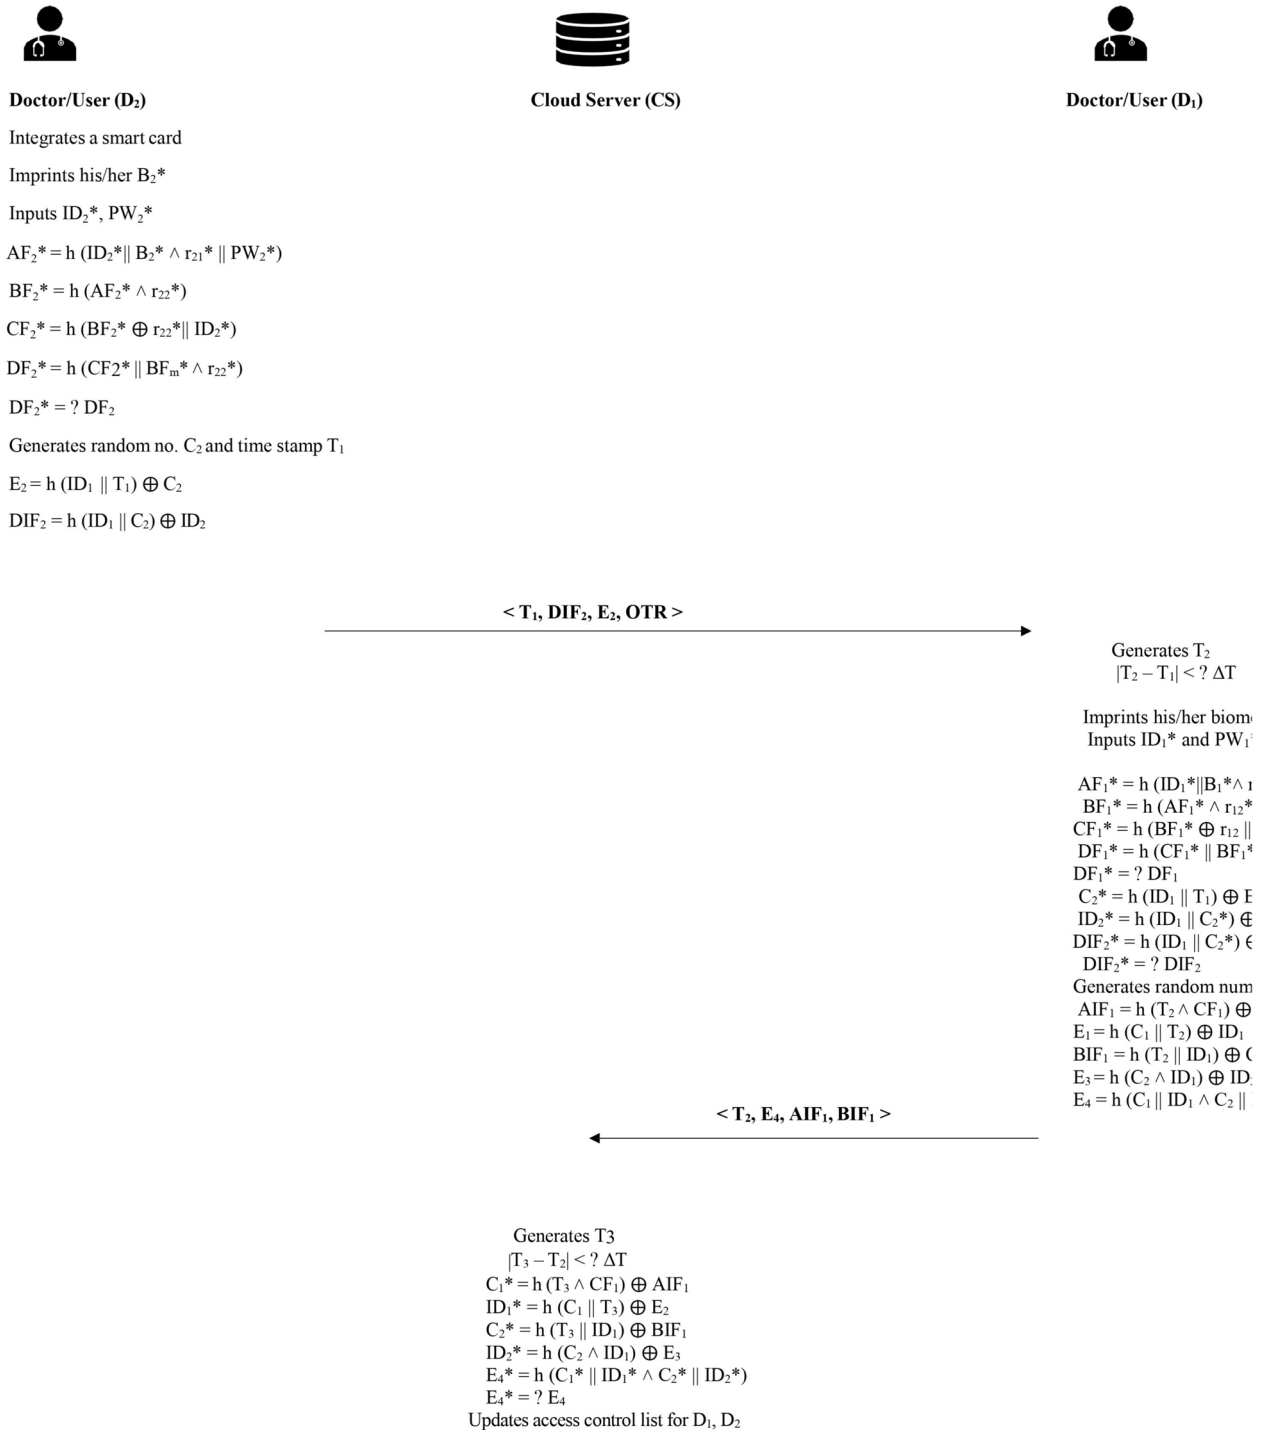 Doctor/User (D₂)
Cloud Server (CS)
Doctor/User (D₁)
Integrates a smart card
Imprints his/her B₂*
Inputs ID₂*, PW₂*
AF₂* = h (ID₂*|| B₂* ∧ r₂₁* || PW₂*)
BF₂* = h (AF₂* ∧ r₂₂*)
CF₂* = h (BF₂* ⊕ r₂₂*|| ID₂*)
DF₂* = h (CF2* || BFₘ* ∧ r₂₂*)
DF₂* = ? DF₂
Generates random no. C₂ and time stamp T₁
E₂ = h (ID₁ || T₁) ⊕ C₂
DIF₂ = h (ID₁ || C₂) ⊕ ID₂
< T₁, DIF₂, E₂, OTR >
Generates T₂
|T₂ – T₁| < ? ΔT
Imprints his/her
Inputs ID₁* and PW₁*
AF₁* = h (ID₁*||B₁*∧
BF₁* = h (AF₁* ∧ r₁₂*
CF₁* = h (BF₁* ⊕ r₁₂ ||
DF₁* = h (CF₁* || BF₁*
DF₁* = ? DF₁
C₂* = h (ID₁ || T₁) ⊕
ID₂* = h (ID₁ || C₂*) ⊕
DIF₂* = h (ID₁ || C₂*)
DIF₂* = ? DIF₂
Generates random num
AIF₁ = h (T₂ ∧ CF₁) ⊕
E₁ = h (C₁ || T₂) ⊕ ID₁
BIF₁ = h (T₂ || ID₁) ⊕
E₃ = h (C₂ ∧ ID₁) ⊕ ID₂
E₄ = h (C₁ || ID₁ ∧ C₂ ||
< T₂, E₄, AIF₁, BIF₁ >
Generates T3
|T₃ – T₂| < ? ΔT
C₁* = h (T₃ ∧ CF₁) ⊕ AIF₁
ID₁* = h (C₁ || T₃) ⊕ E₂
C₂* = h (T₃ || ID₁) ⊕ BIF₁
ID₂* = h (C₂ ∧ ID₁) ⊕ E₃
E₄* = h (C₁* || ID₁* ∧ C₂* || ID₂*)
E₄* = ? E₄
Updates access control list for D₁, D₂